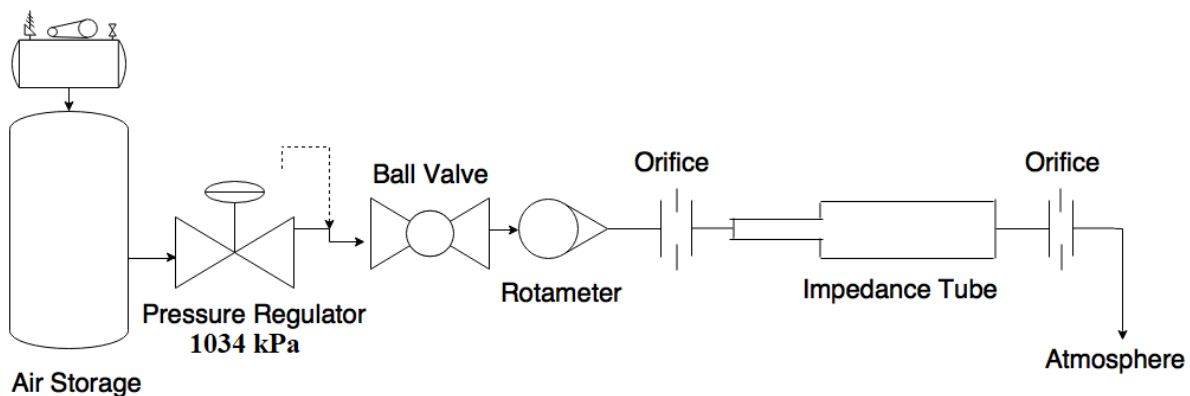 Orifice
Orifice
Ball Valve
Rotameter
Impedance Tube
Pressure Regulator
1034 kPa
Atmosphere
Air Storage